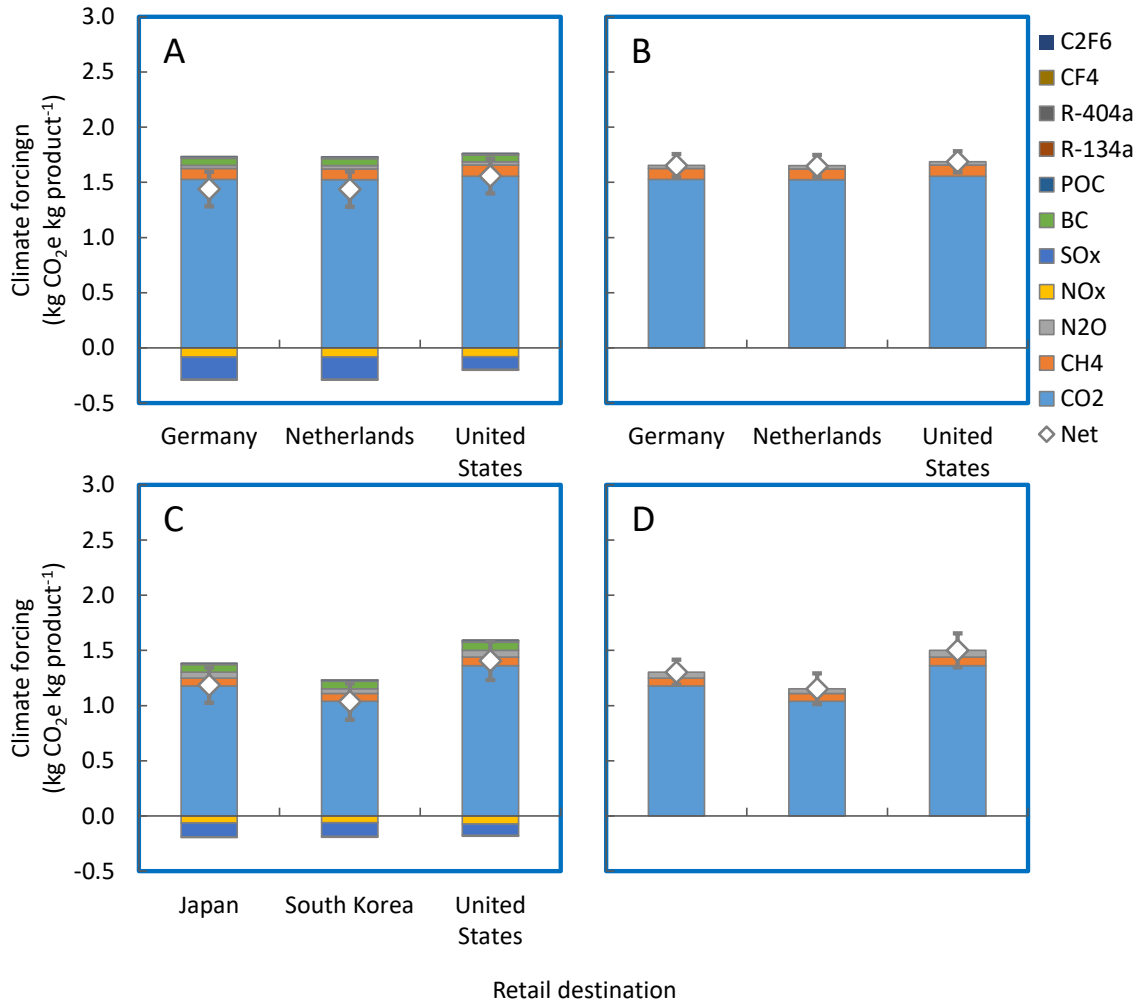 A
B
Climate forcingn
(kg CO₂e kg product⁻¹)
3.0
2.5
2.0
1.5
1.0
0.5
0.0
-0.5
Germany
Netherlands
United
States
Germany
Netherlands
United
States
C2F6
CF4
R-404a
R-134a
POC
BC
SOx
NOx
N2O
CH4
CO2
Net
C
D
Climate forcing
(kg CO₂e kg product⁻¹)
3.0
2.5
2.0
1.5
1.0
0.5
0.0
-0.5
Japan
South Korea
United
States
Retail destination